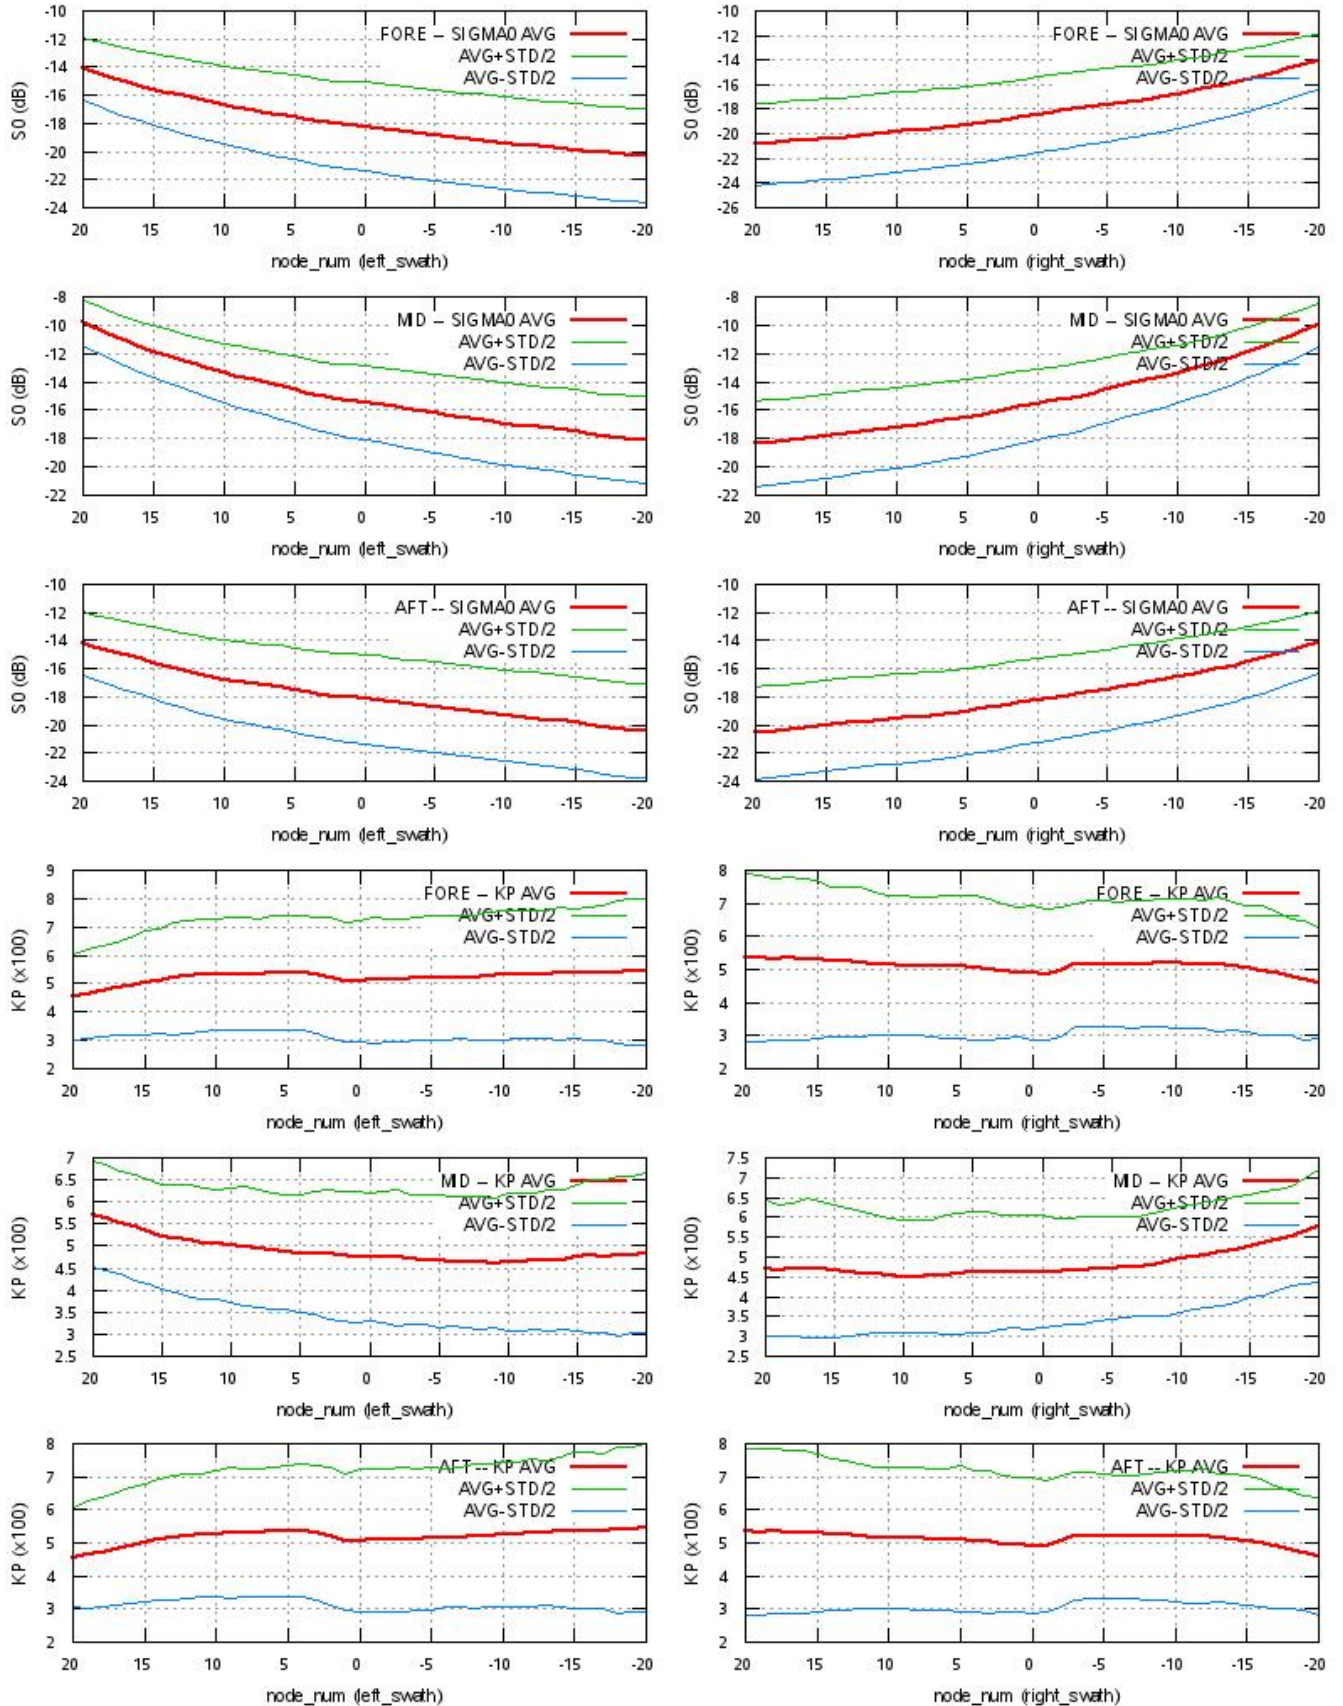 FORE -- SIGMA0 AVG
AVG+STD/2
AVG-STD/2
S0 (dB)
-10
-12
-14
-16
-18
-20
-22
-24
20 15 10 5 0 -5 -10 -15 -20
node_num (left_swath)
FORE -- SIGMA0 AVG
AVG+STD/2
AVG-STD/2
S0 (dB)
-10
-12
-14
-16
-18
-20
-22
-24
-26
20 15 10 5 0 -5 -10 -15 -20
node_num (right_swath)
MID -- SIGMA0 AVG
AVG+STD/2
AVG-STD/2
S0 (dB)
-8
-10
-12
-14
-16
-18
-20
-22
20 15 10 5 0 -5 -10 -15 -20
node_num (left_swath)
MID -- SIGMA0 AVG
AVG+STD/2
AVG-STD/2
S0 (dB)
-8
-10
-12
-14
-16
-18
-20
-22
20 15 10 5 0 -5 -10 -15 -20
node_num (right_swath)
AFT -- SIGMA0 AVG
AVG+STD/2
AVG-STD/2
S0 (dB)
-10
-12
-14
-16
-18
-20
-22
-24
20 15 10 5 0 -5 -10 -15 -20
node_num (left_swath)
AFT -- SIGMA0 AVG
AVG+STD/2
AVG-STD/2
S0 (dB)
-10
-12
-14
-16
-18
-20
-22
-24
20 15 10 5 0 -5 -10 -15 -20
node_num (right_swath)
FORE -- KP AVG
AVG+STD/2
AVG-STD/2
KP (x100)
9
8
7
6
5
4
3
2
20 15 10 5 0 -5 -10 -15 -20
node_num (left_swath)
FORE -- KP AVG
AVG+STD/2
AVG-STD/2
KP (x100)
8
7
6
5
4
3
2
20 15 10 5 0 -5 -10 -15 -20
node_num (right_swath)
MID -- KP AVG
AVG+STD/2
AVG-STD/2
KP (x100)
7
6.5
6
5.5
5
4.5
4
3.5
3
2.5
20 15 10 5 0 -5 -10 -15 -20
node_num (left_swath)
MID -- KP AVG
AVG+STD/2
AVG-STD/2
KP (x100)
7.5
7
6.5
6
5.5
5
4.5
4
3.5
3
2.5
20 15 10 5 0 -5 -10 -15 -20
node_num (right_swath)
AFT -- KP AVG
AVG+STD/2
AVG-STD/2
KP (x100)
8
7
6
5
4
3
2
20 15 10 5 0 -5 -10 -15 -20
node_num (left_swath)
AFT -- KP AVG
AVG+STD/2
AVG-STD/2
KP (x100)
8
7
6
5
4
3
2
20 15 10 5 0 -5 -10 -15 -20
node_num (right_swath)